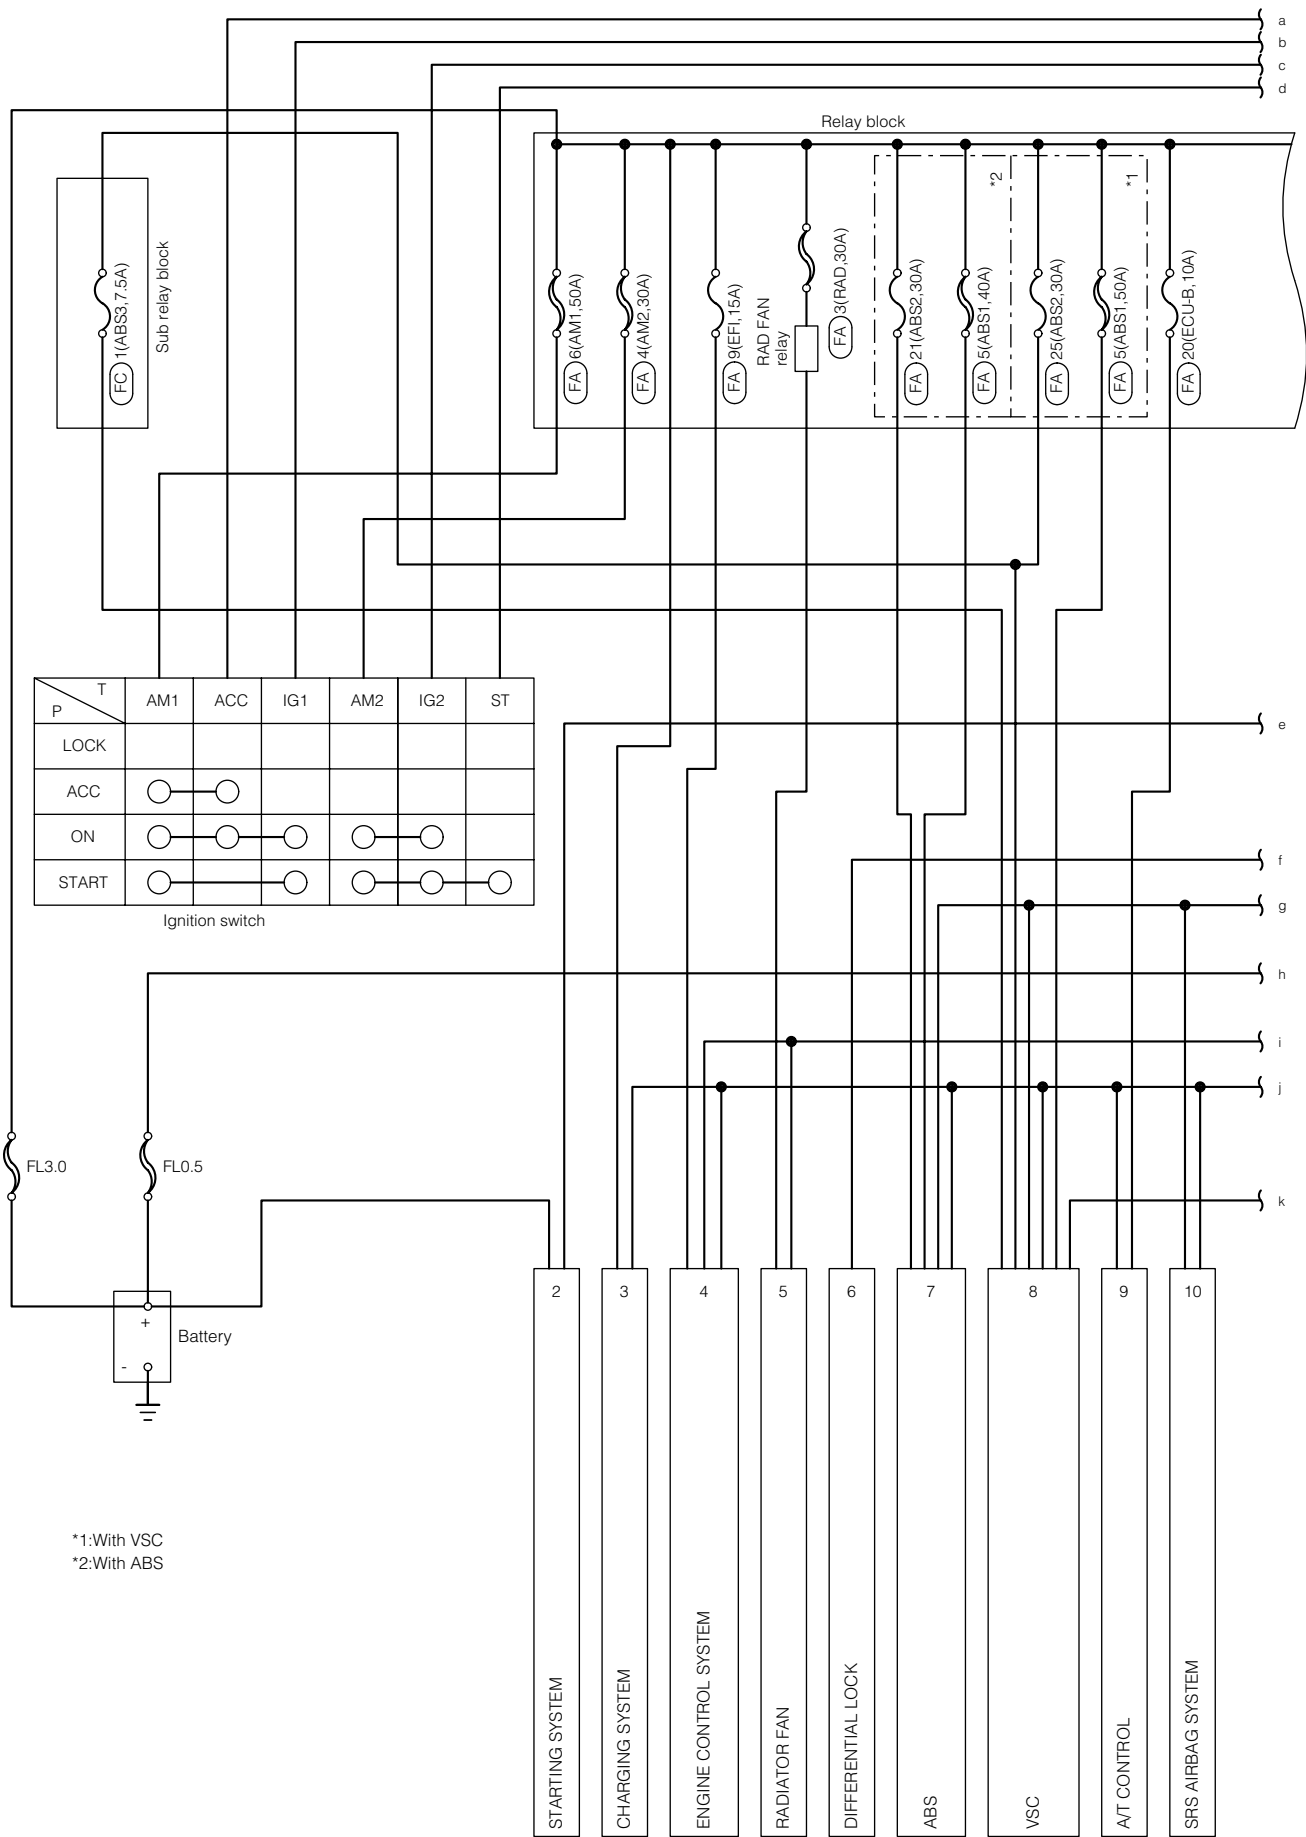 a
b
c
d
Relay block
*2
*1
FC 1(ABS3,7.5A)
Sub relay block
FA 6(AM1,50A)
FA 4(AM2,30A)
FA 9(EFI,15A)
RAD FAN
relay
FA 3(RAD,30A)
FA 21(ABS2,30A)
FA 5(ABS1,40A)
FA 25(ABS2,30A)
FA 5(ABS1,50A)
FA 20(ECU-B,10A)
T
P
AM1 ACC IG1 AM2 IG2 ST
LOCK
ACC
ON
START
Ignition switch
e
f
g
h
i
j
k
FL3.0
FL0.5
+
-
Battery
2
3
4
5
6
7
8
9
10
STARTING SYSTEM
CHARGING SYSTEM
ENGINE CONTROL SYSTEM
RADIATOR FAN
DIFFERENTIAL LOCK
ABS
VSC
A/T CONTROL
SRS AIRBAG SYSTEM
*1:With VSC
*2:With ABS